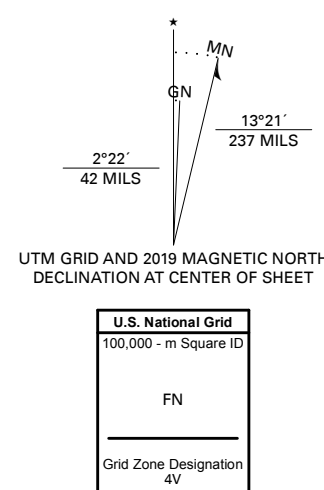 ★
MN
GN
13°21´
237 MILS
2°22´
42 MILS
UTM GRID AND 2019 MAGNETIC NORTH
DECLINATION AT CENTER OF SHEET
U.S. National Grid
100,000 - m Square ID
FN
Grid Zone Designation
4V